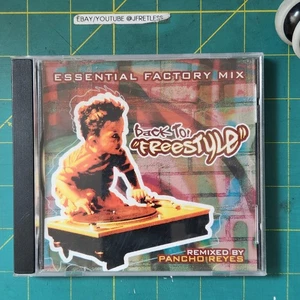 EBAY/YOUTUBE @JFRETLESS
ESSENTIAL FACTORY MIX
Back To!
"FREESTYLE"
REMIXED BY
PANCHO REYES